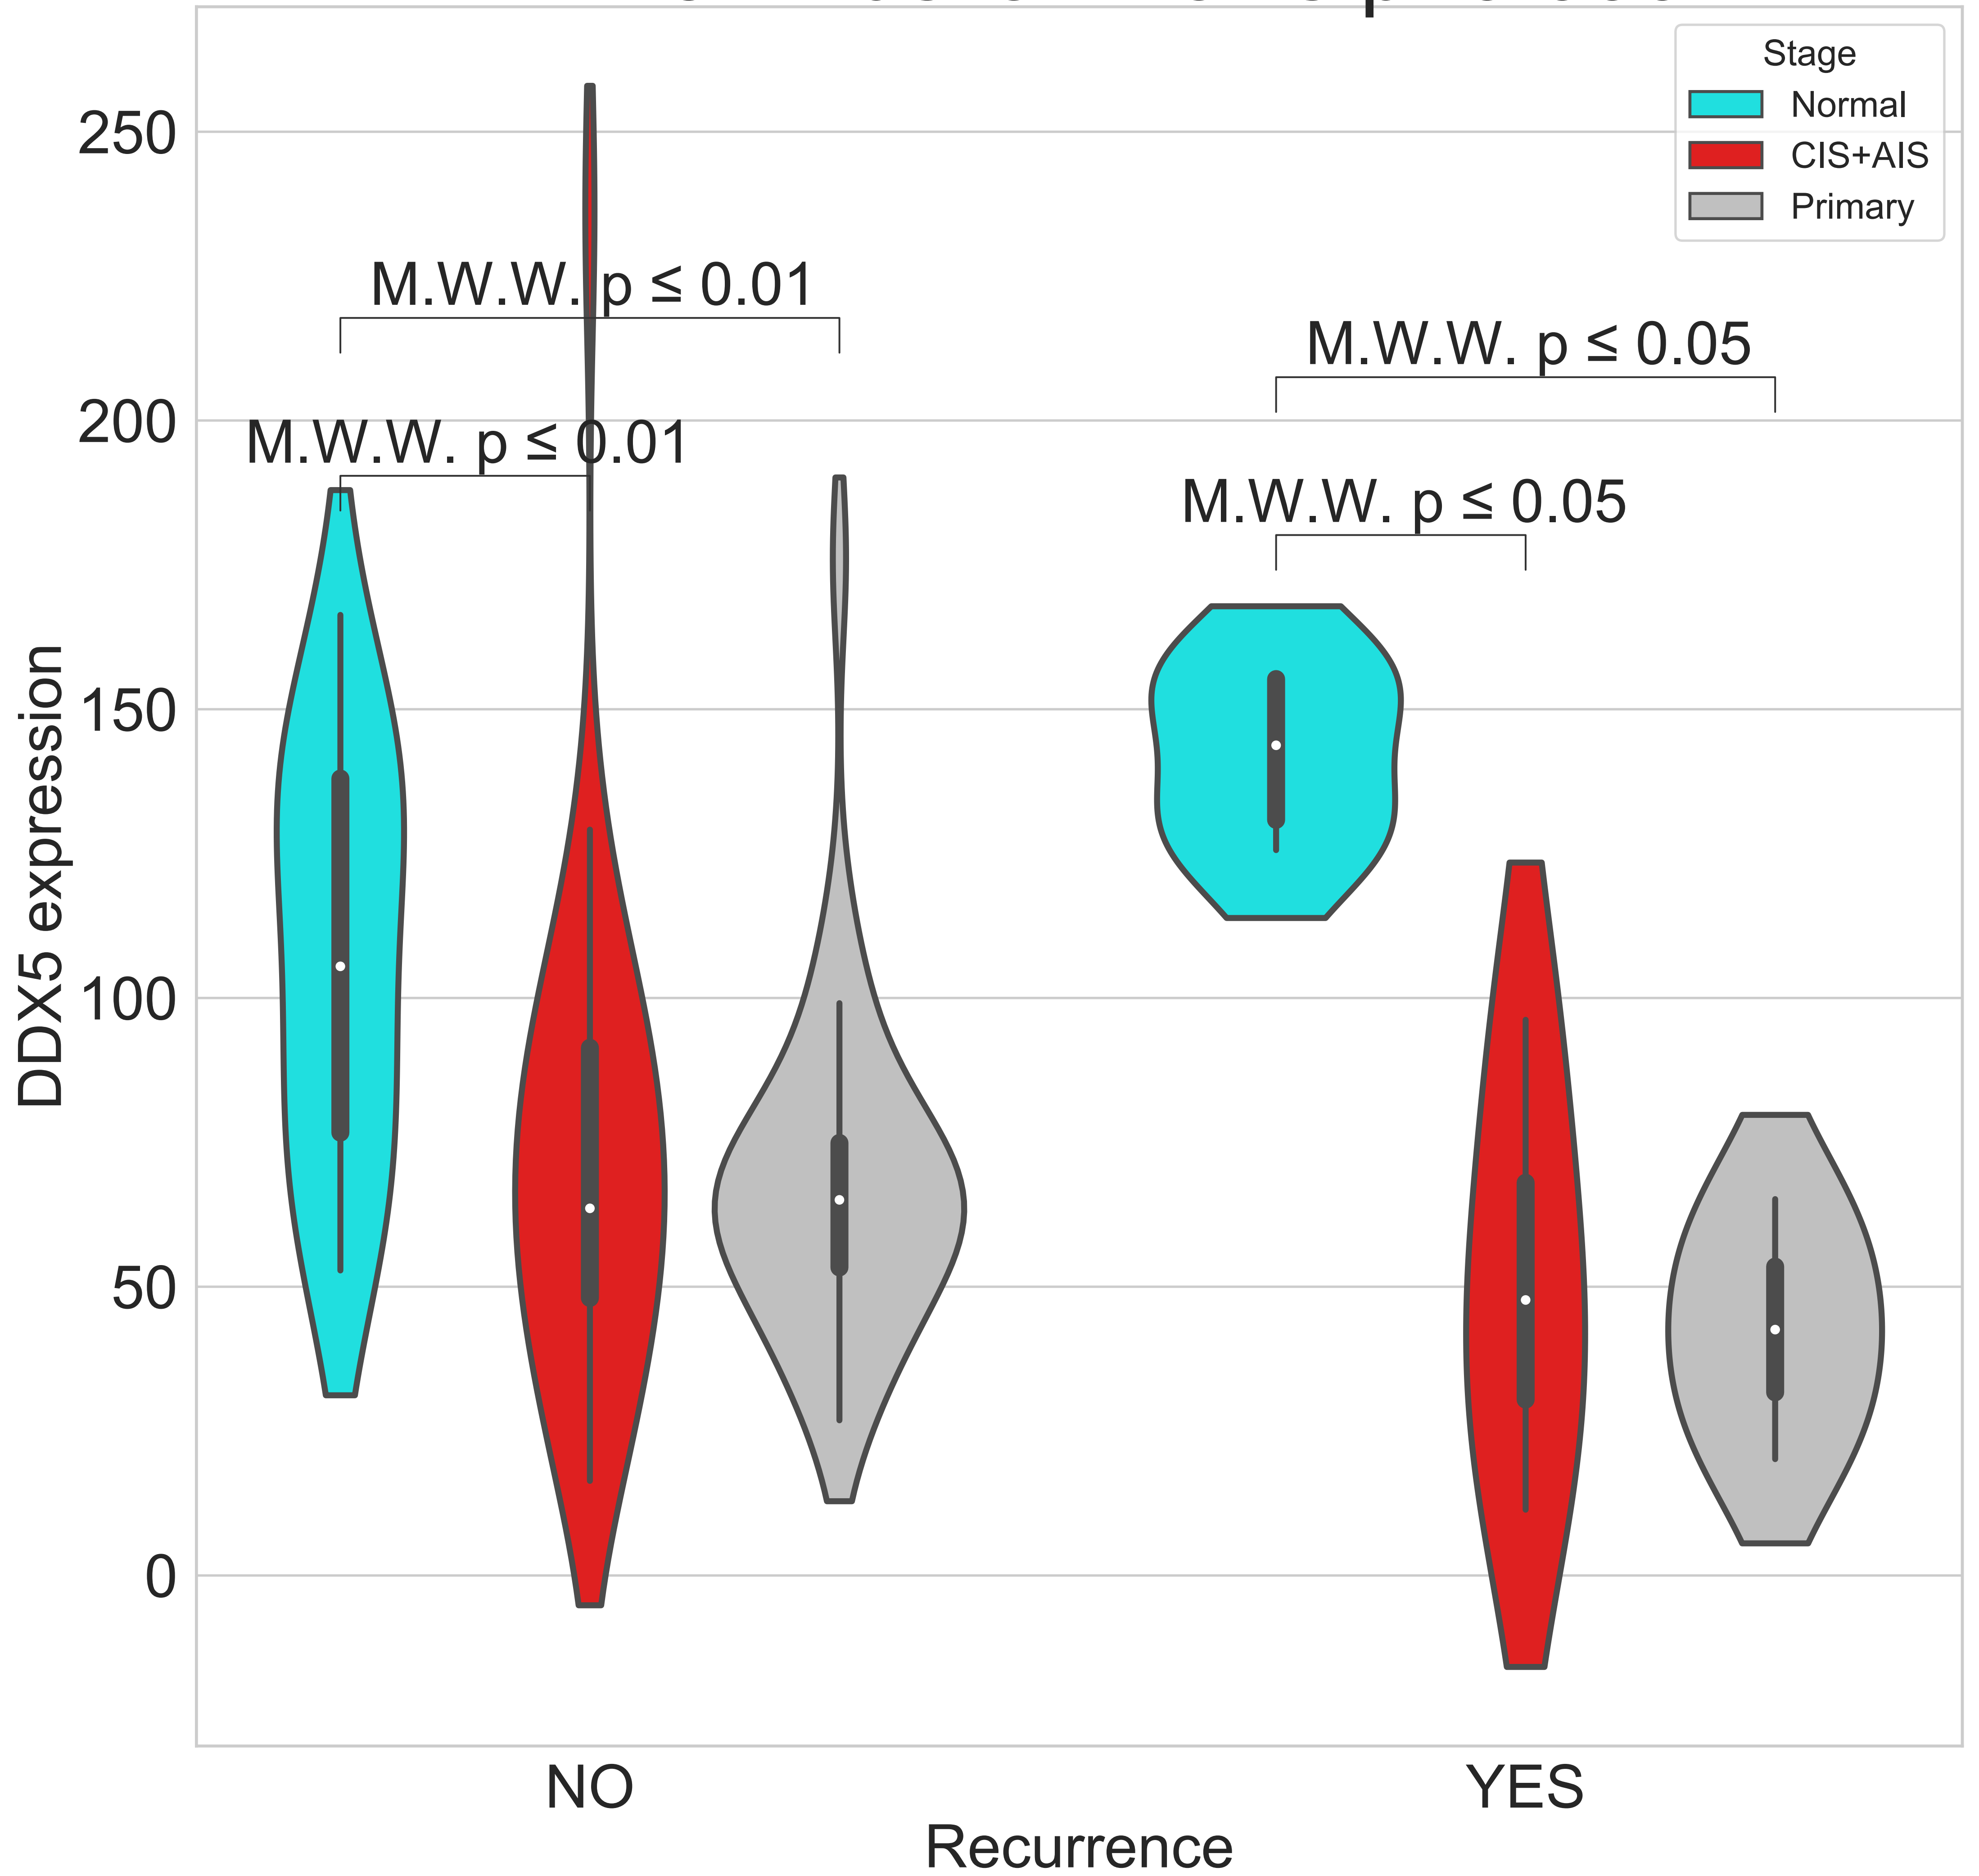 Stage
Normal
CIS+AIS
Primary
250
200
150
100
50
0
DDX5 expression
M.W.W. p ≤ 0.01
M.W.W. p ≤ 0.05
M.W.W. p ≤ 0.01
M.W.W. p ≤ 0.05
NO
YES
Recurrence